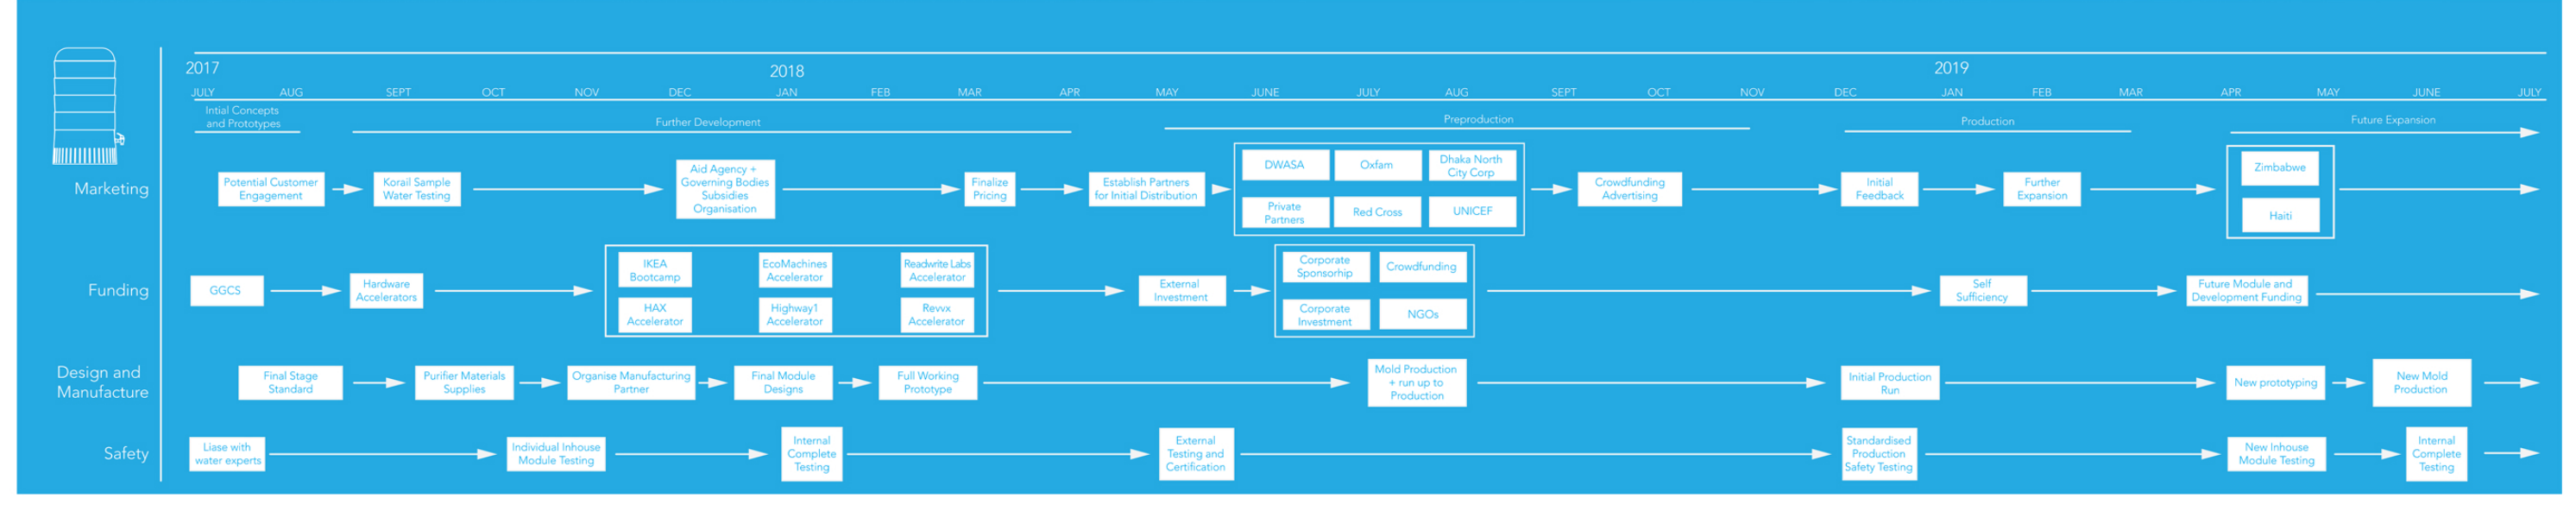 2017
2018
2019
JULY AUG SEPT OCT NOV DEC JAN FEB MAR APR MAY JUNE JULY AUG SEPT OCT NOV DEC JAN FEB MAR APR MAY JUNE JULY
Intial Concepts
and Prototypes
Further Development
Preproduction
Production
Future Expansion
Marketing
Potential Customer
Engagement
Korail Sample
Water Testing
Aid Agency +
Governing Bodies
Subsidies
Organisation
Finalize
Pricing
Establish Partners
for Initial Distribution
DWASA
Oxfam
Dhaka North
City Corp
Private
Partners
Red Cross
UNICEF
Crowdfunding
Advertising
Initial
Feedback
Further
Expansion
Zimbabwe
Haiti
Funding
GGCS
Hardware
Accelerators
IKEA
Bootcamp
EcoMachines
Accelerator
Readwrite Labs
Accelerator
HAX
Accelerator
Highway1
Accelerator
Revvx
Accelerator
External
Investment
Corporate
Sponsorhip
Crowdfunding
Corporate
Investment
NGOs
Self
Sufficiency
Future Module and
Development Funding
Design and
Manufacture
Final Stage
Standard
Purifier Materials
Supplies
Organise Manufacturing
Partner
Final Module
Designs
Full Working
Prototype
Mold Production
+ run up to
Production
Initial Production
Run
New prototyping
New Mold
Production
Safety
Liase with
water experts
Individual Inhouse
Module Testing
Internal
Complete
Testing
External
Testing and
Certification
Standardised
Production
Safety Testing
New Inhouse
Module Testing
Internal
Complete
Testing